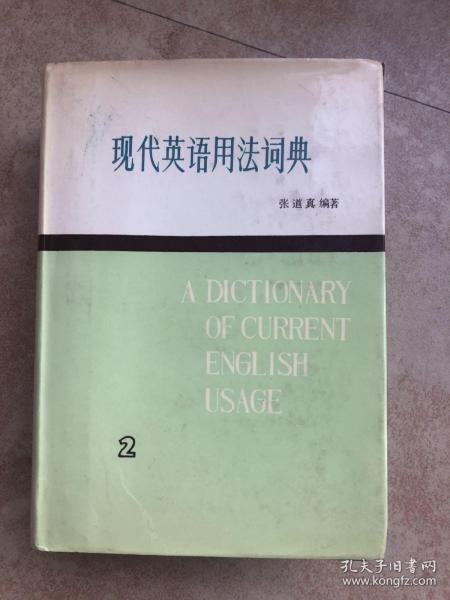 现代英语用法词典
张道真编著
A DICTIONARY
OF CURRENT
ENGLISH
USAGE
2
孔夫子旧书网
www.kongfz.com